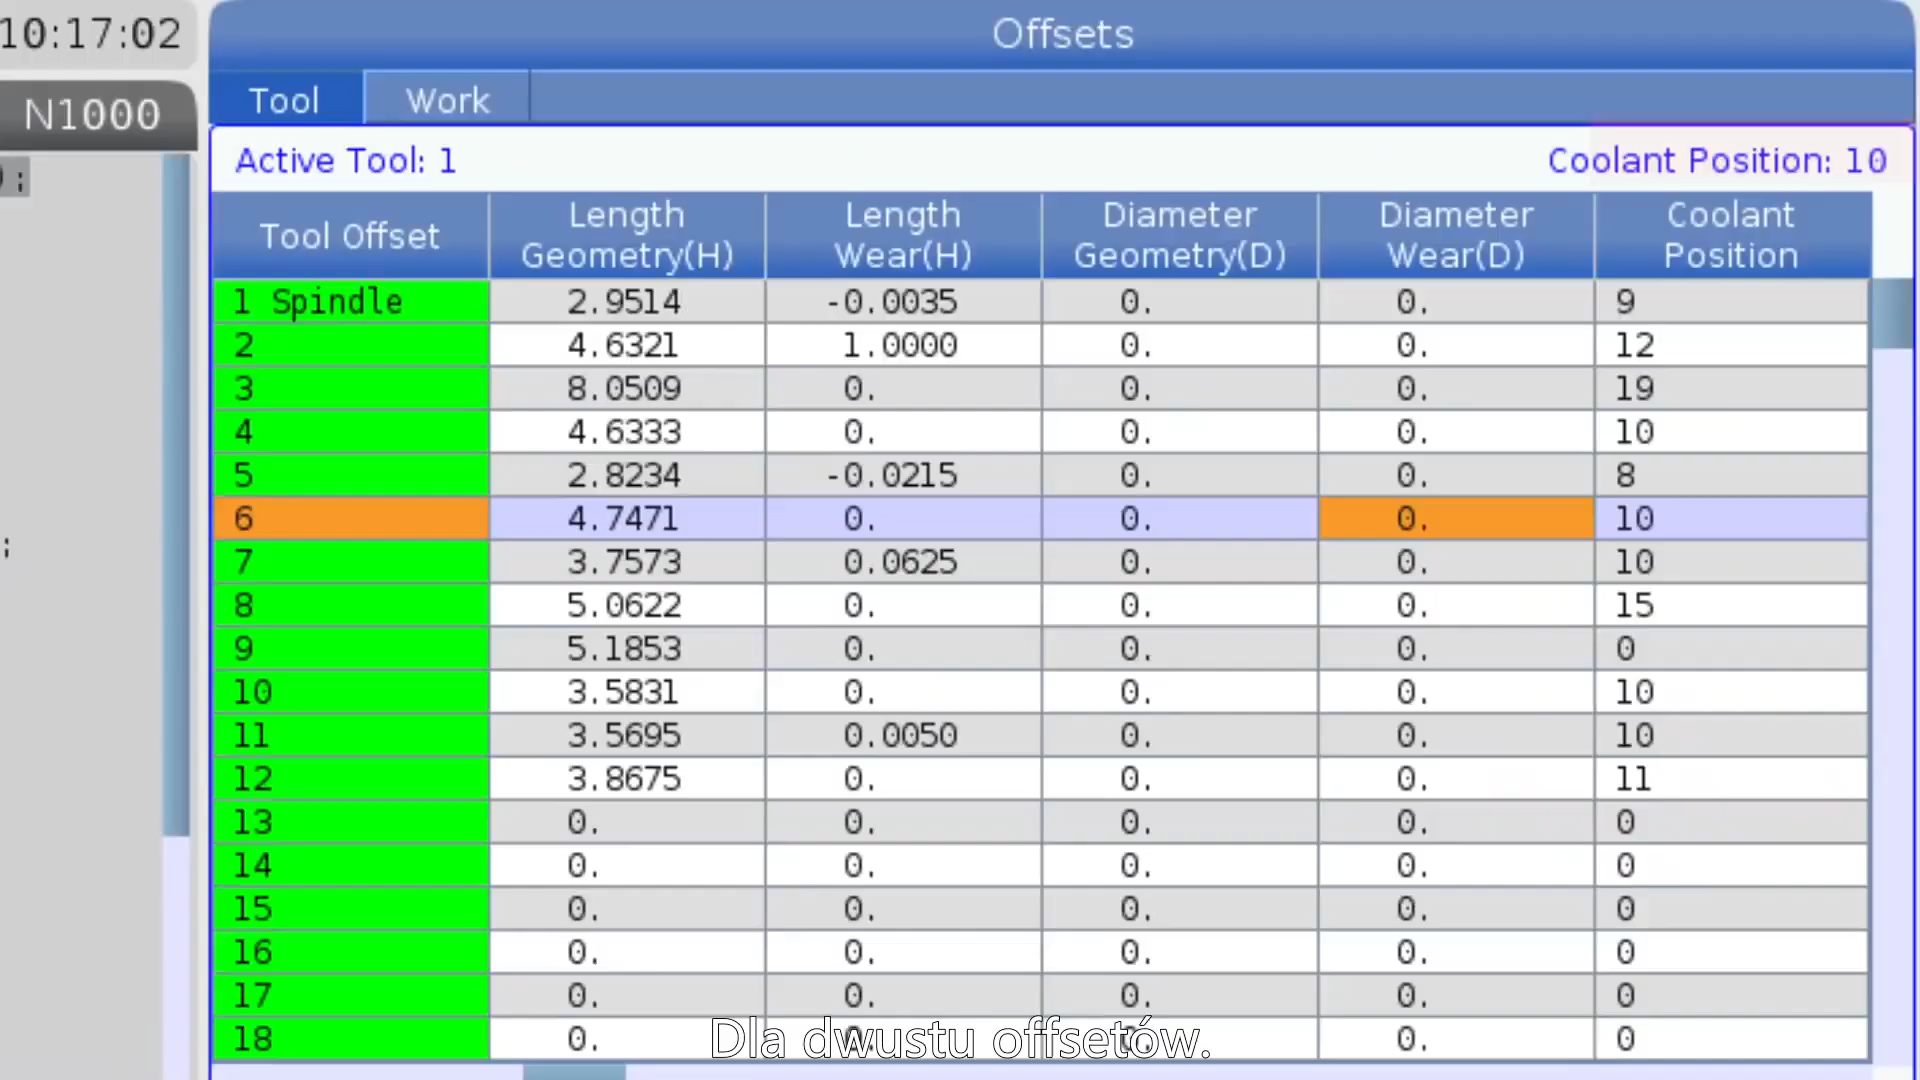 10:17:02
N1000
);
;
Offsets
Tool Work
Active Tool: 1 Coolant Position: 10
Tool Offset Length Geometry(H) Length Wear(H) Diameter Geometry(D) Diameter Wear(D) Coolant Position
1 Spindle 2.9514 -0.0035 0. 0. 9
2 4.6321 1.0000 0. 0. 12
3 8.0509 0. 0. 0. 19
4 4.6333 0. 0. 0. 10
5 2.8234 -0.0215 0. 0. 8
6 4.7471 0. 0. 0. 10
7 3.7573 0.0625 0. 0. 10
8 5.0622 0. 0. 0. 15
9 5.1853 0. 0. 0. 0
10 3.5831 0. 0. 0. 10
11 3.5695 0.0050 0. 0. 10
12 3.8675 0. 0. 0. 11
13 0. 0. 0. 0. 0
14 0. 0. 0. 0. 0
15 0. 0. 0. 0. 0
16 0. 0. 0. 0. 0
17 0. 0. 0. 0. 0
18 0. 0. 0. 0. 0
Dla dwustu offsetów.